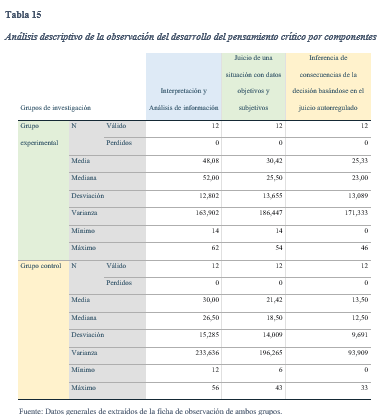 Tabla 15
Análisis descriptivo de la observación del desarrollo del pensamiento crítico por componentes
Grupos de investigación Interpretación y Análisis de información Juicio de una situación con datos objetivos y subjetivos Inferencia de consecuencias de la decisión basándose en el juicio autorregulado
Grupo experimental N Válido 12 12 12
Perdidos 0 0 0
Media 48,08 30,42 25,33
Mediana 52,00 25,50 23,00
Desviación 12,802 13,655 13,089
Varianza 163,902 186,447 171,333
Mínimo 14 14 0
Máximo 62 54 46
Grupo control N Válido 12 12 12
Perdidos 0 0 0
Media 30,00 21,42 13,50
Mediana 26,50 18,50 12,50
Desviación 15,285 14,009 9,691
Varianza 233,636 196,265 93,909
Mínimo 12 6 0
Máximo 56 43 33
Fuente: Datos generales de extraídos de la ficha de observación de ambos grupos.